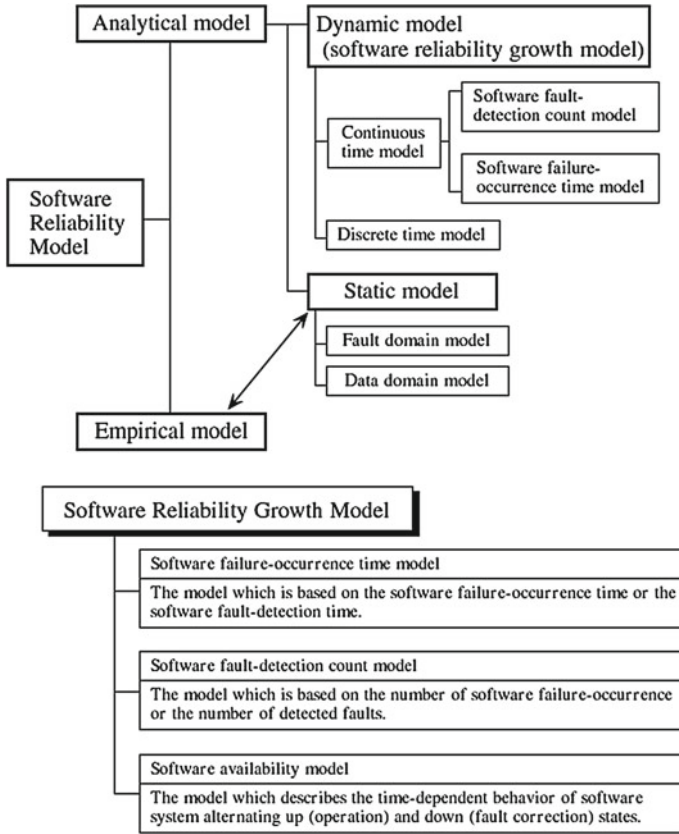 Analytical model
Dynamic model
(software reliability growth model)
Software fault-
detection count model
Continuous
time model
Software failure-
occurrence time model
Software
Reliability
Model
Discrete time model
Static model
Fault domain model
Data domain model
Empirical model
Software Reliability Growth Model
Software failure-occurrence time model
The model which is based on the software failure-occurrence time or the
software fault-detection time.
Software fault-detection count model
The model which is based on the number of software failure-occurrence
or the number of detected faults.
Software availability model
The model which describes the time-dependent behavior of software
system alternating up (operation) and down (fault correction) states.